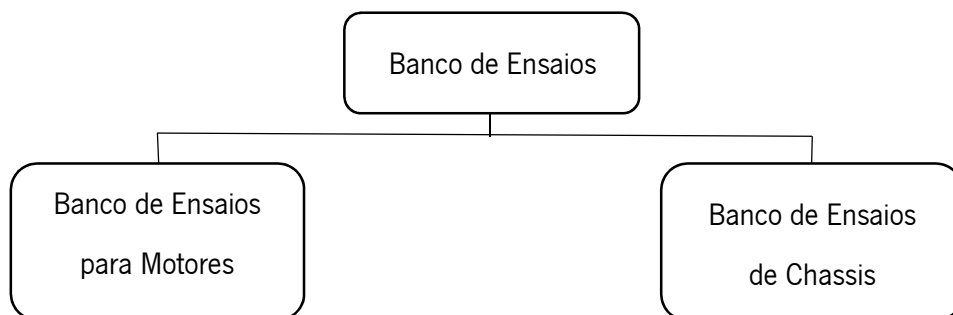 Banco de Ensaios
Banco de Ensaios
para Motores
Banco de Ensaios
de Chassis